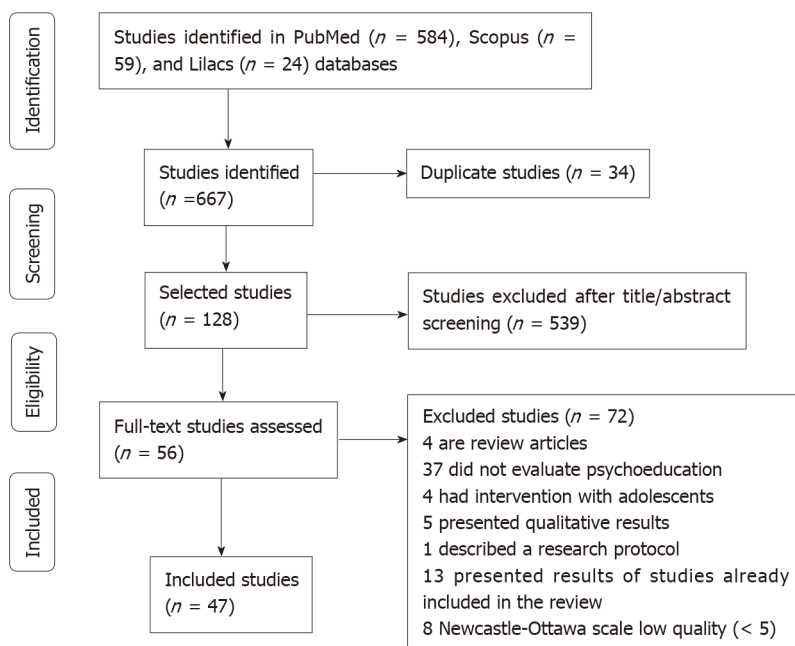 Identification
Studies identified in PubMed (n = 584), Scopus (n =
59), and Lilacs (n = 24) databases
Studies identified
(n =667)
Duplicate studies (n = 34)
Screening
Selected studies
(n = 128)
Studies excluded after title/abstract
screening (n = 539)
Eligibility
Full-text studies assessed
(n = 56)
Excluded studies (n = 72)
4 are review articles
37 did not evaluate psychoeducation
4 had intervention with adolescents
5 presented qualitative results
1 described a research protocol
13 presented results of studies already
included in the review
8 Newcastle-Ottawa scale low quality (< 5)
Included
Included studies
(n = 47)